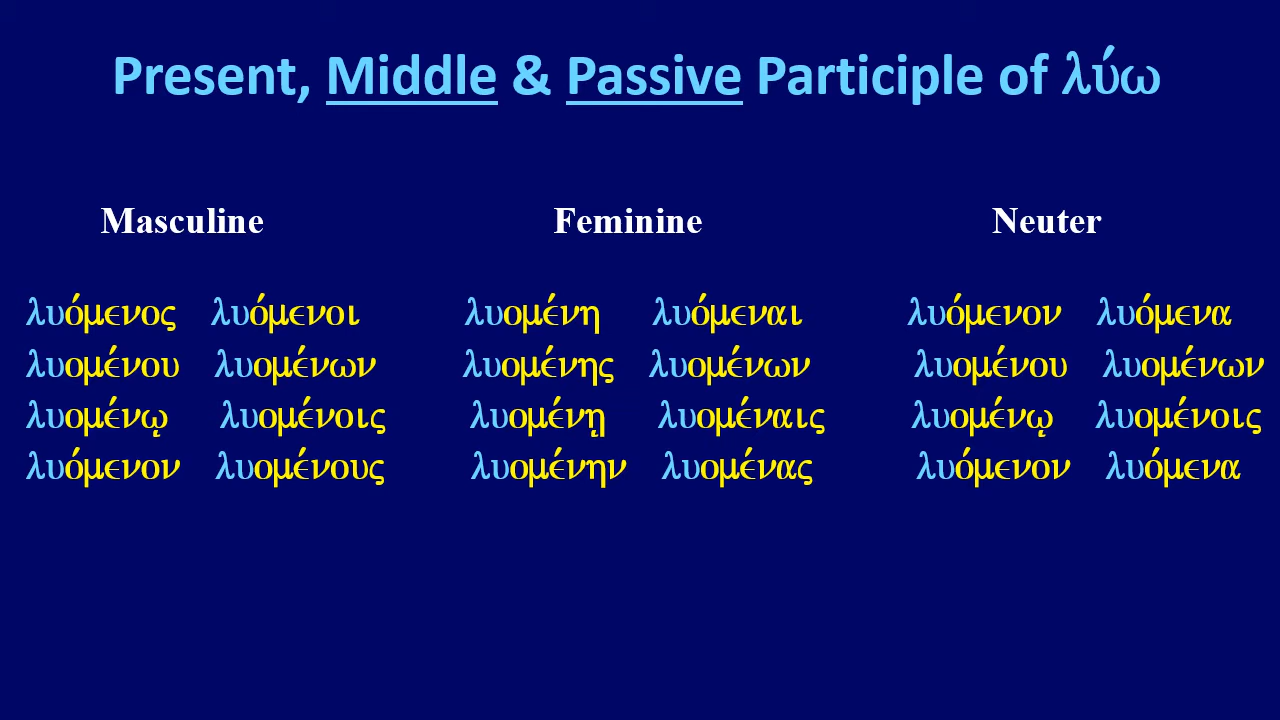 Present, Middle & Passive Participle of λύω
Masculine Feminine Neuter
λυόμενος λυόμενοι λυομένη λυόμεναι λυόμενον λυόμενα
λυομένου λυομένων λυομένης λυομένων λυομένου λυομένων
λυομένῳ λυομένοις λυομένῃ λυομέναις λυομένῳ λυομένοις
λυόμενον λυομένους λυομένην λυομένας λυόμενον λυόμενα